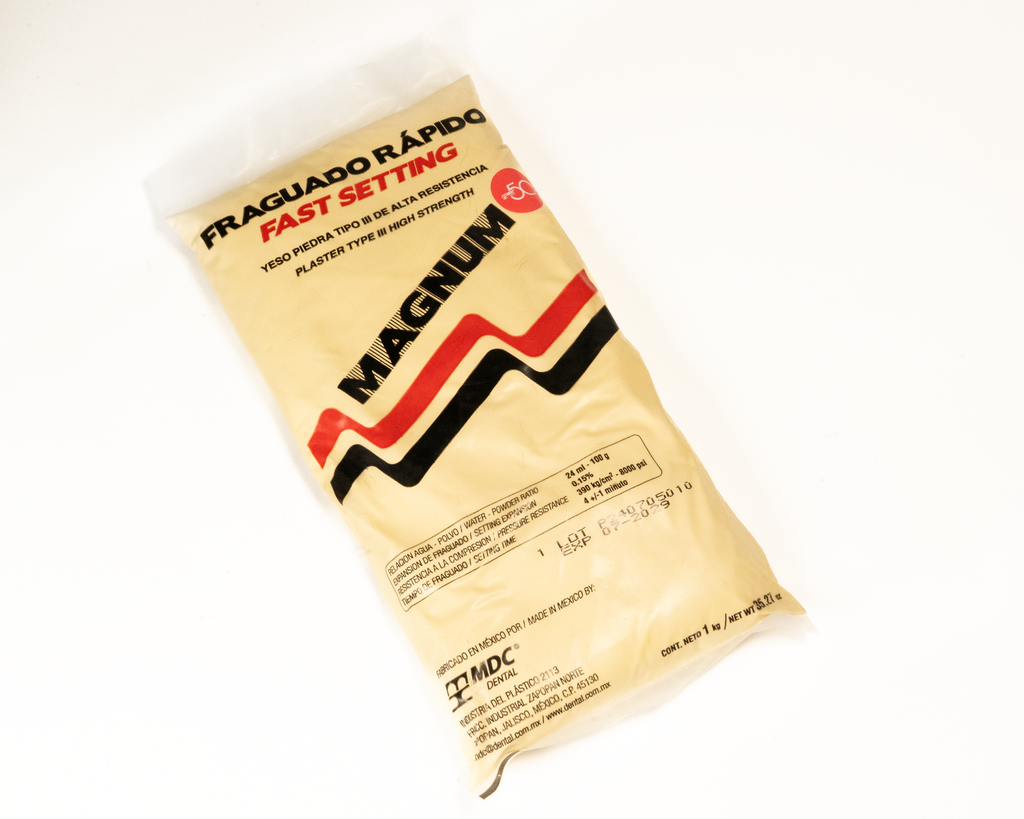 FRAGUADO RÁPIDO
FAST SETTING
YESO PIEDRA TIPO III DE ALTA RESISTENCIA
PLASTER TYPE III HIGH STRENGTH
50
MAGNUM
RELACION AGUA - POLVO / WATER - POWDER RATIO 24 ml - 100 g
EXPANSION DE FRAGUADO / SETTING EXPANSION 0.15%
RESISTENCIA A LA COMPRESION / PRESSURE RESISTANCE 390 kg/cm² - 8000 psi
TIEMPO DE FRAGUADO / SETTING TIME 4 +/-1 minuto
1 LOT
EXP
CONT. NETO 1 kg / NET WT 35.27 oz
FABRICADO EN MÉXICO POR / MADE IN MEXICO BY:
MDC®
DENTAL
INDUSTRIA DEL PLÁSTICO 2113
FRACC. INDUSTRIAL ZAPOPAN NORTE
ZAPOPAN, JALISCO, MÉXICO, C.P. 45130
mdc@dental.com.mx / www.dental.com.mx